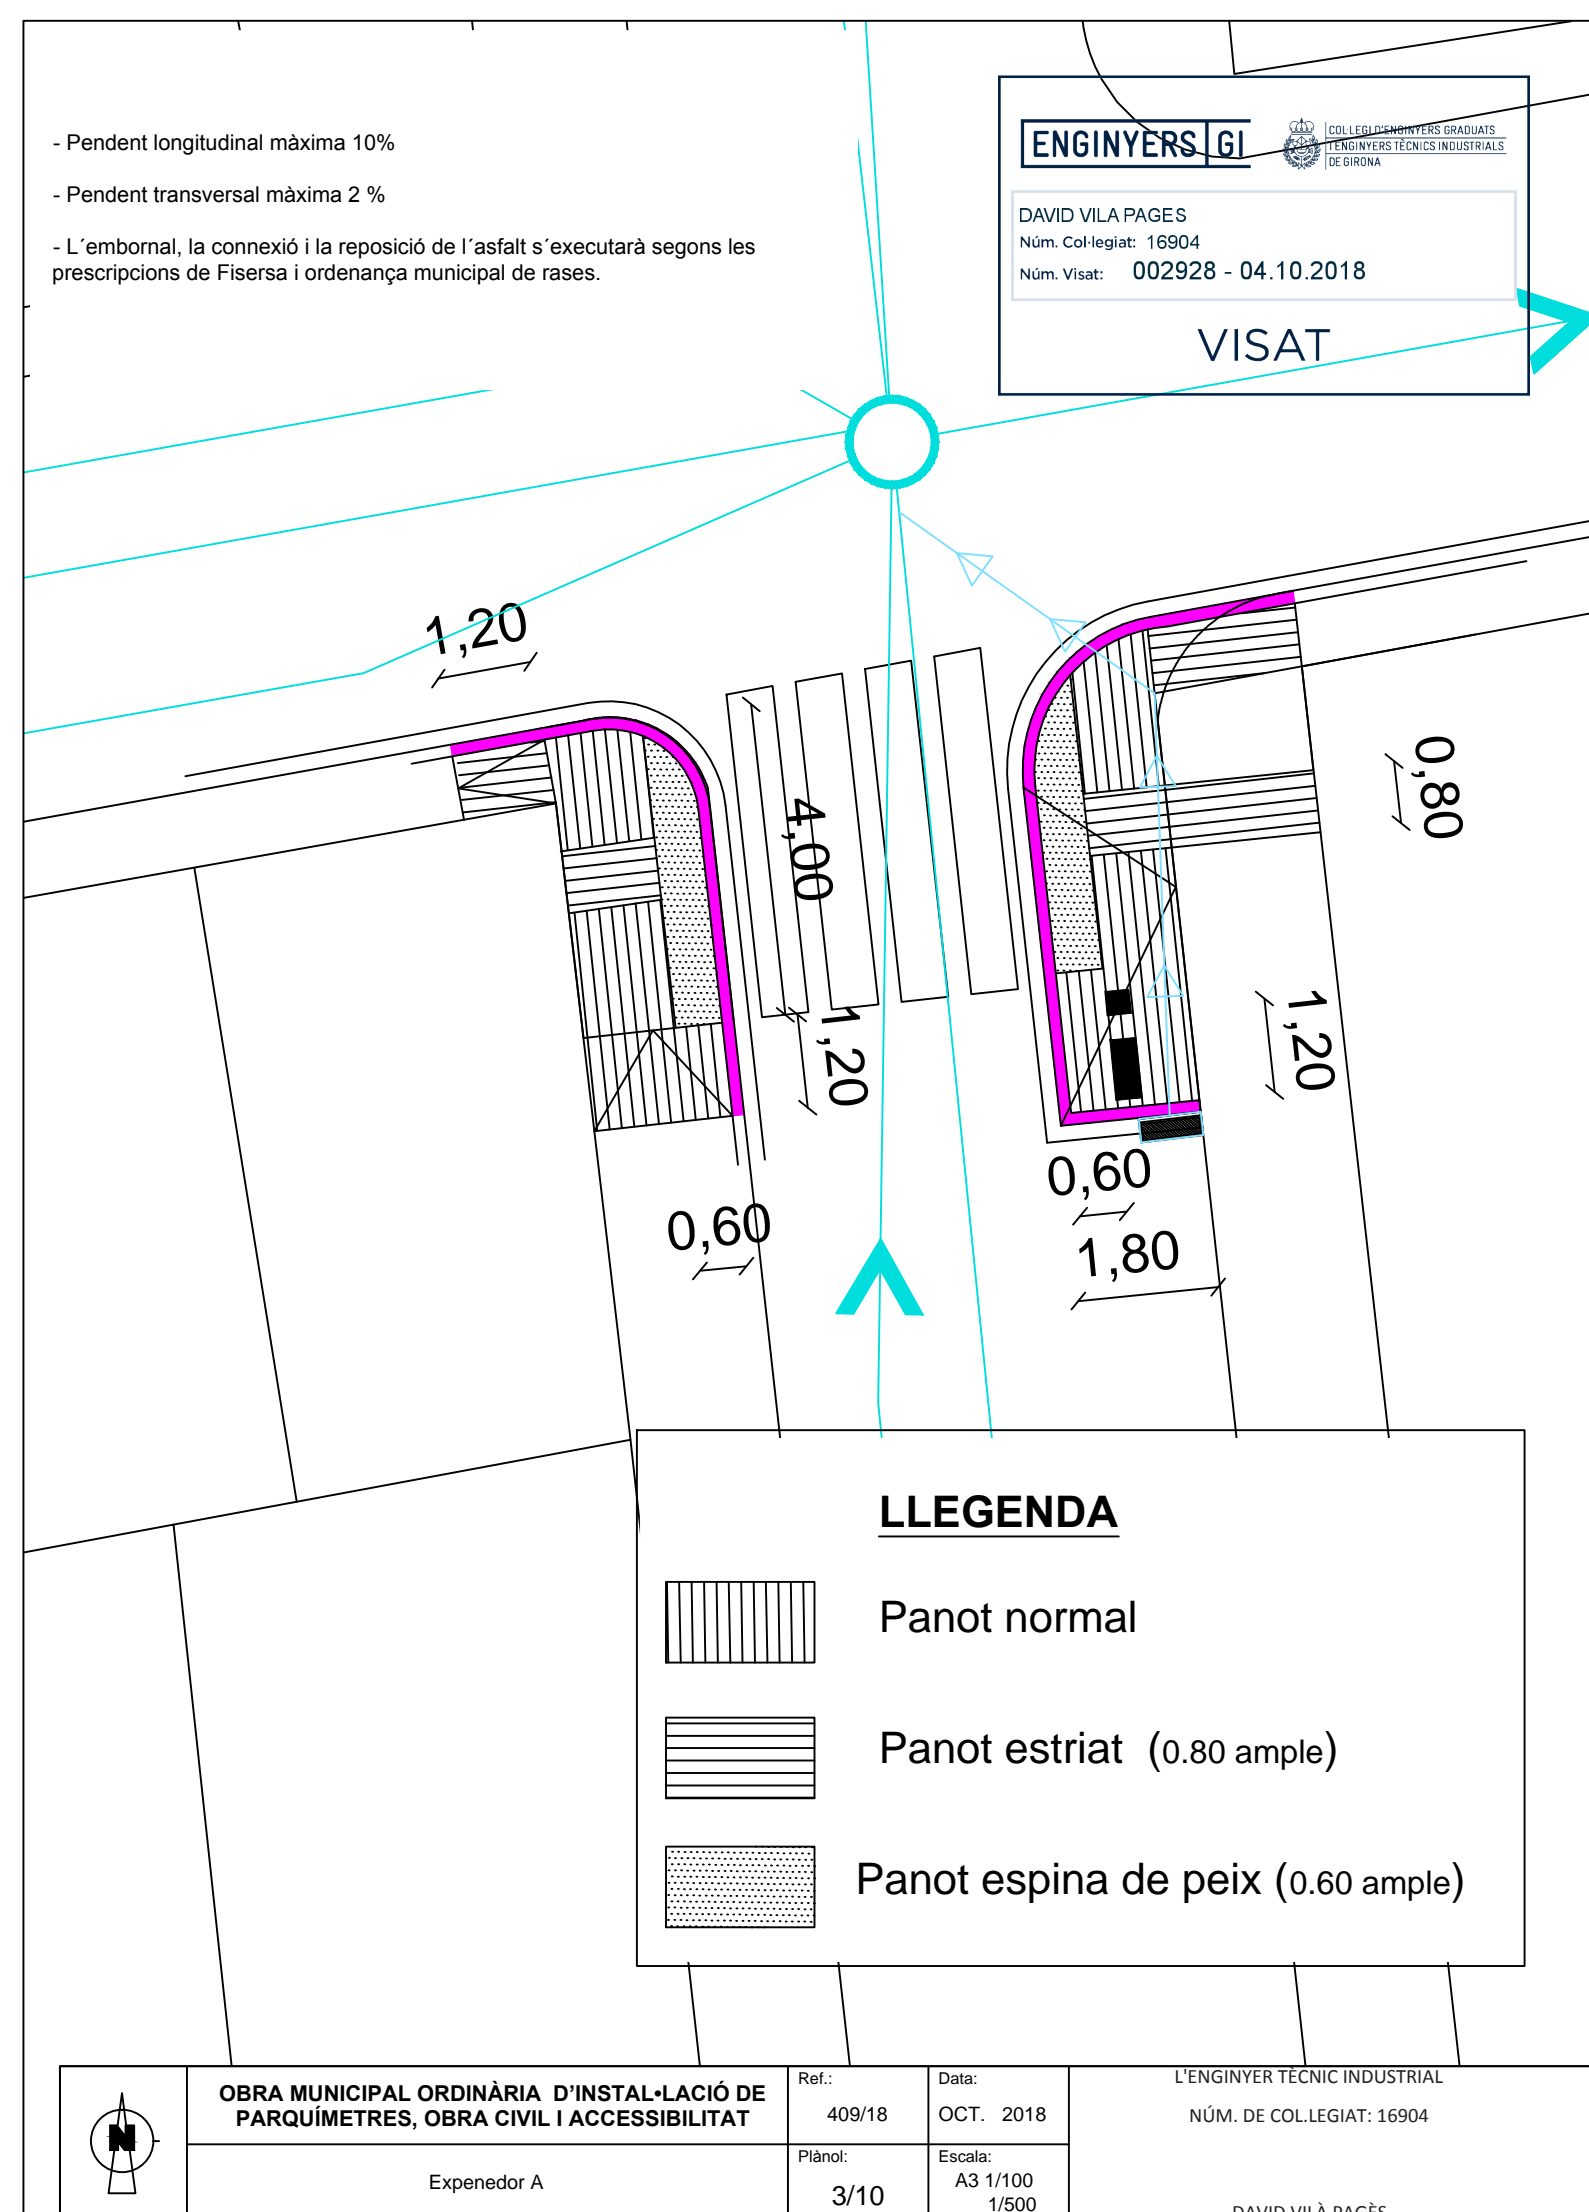 - Pendent longitudinal màxima 10%
- Pendent transversal màxima 2 %
- L´embornal, la connexió i la reposició de l´asfalt s´executarà segons les
prescripcions de Fisersa i ordenança municipal de rases.
ENGINYERS GI
COL·LEGI D'ENGINYERS GRADUATS
I ENGINYERS TÈCNICS INDUSTRIALS
DE GIRONA
DAVID VILA PAGES
Núm. Col·legiat: 16904
Núm. Visat: 002928 - 04.10.2018
VISAT
1,20
4,00
0,80
1,20
1,20
0,60
0,60
1,80
LLEGENDA
Panot normal
Panot estriat (0.80 ample)
Panot espina de peix (0.60 ample)
N
OBRA MUNICIPAL ORDINÀRIA D'INSTAL•LACIÓ DE
PARQUÍMETRES, OBRA CIVIL I ACCESSIBILITAT
Expenedor A
Ref.:
409/18
Data:
OCT. 2018
Plànol:
3/10
Escala:
A3 1/100
1/500
L'ENGINYER TÈCNIC INDUSTRIAL
NÚM. DE COL.LEGIAT: 16904
DAVID VILÀ PAGÈS